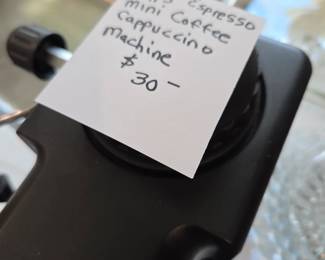 Espresso
mini Coffee
Cappuccino
machine
$ 30 -